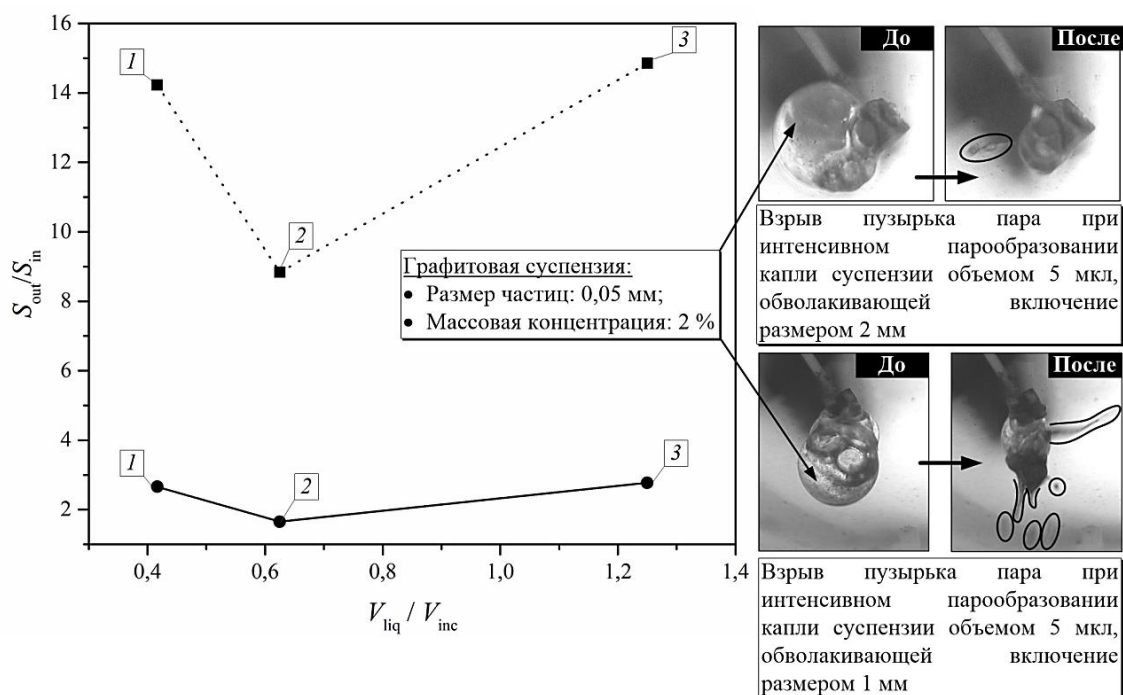 16
14
12
10
8
6
4
2
S_out/S_in
0,4
0,6
0,8
1,0
1,2
1,4
V_liq / V_inc
1
2
3
1
2
3
Графитовая суспензия:
• Размер частиц: 0,05 мм;
• Массовая концентрация: 2 %
До
После
Взрыв пузырька пара при
интенсивном парообразовании
капли суспензии объемом 5 мкл,
обволакивающей включение
размером 2 мм
До
После
Взрыв пузырька пара при
интенсивном парообразовании
капли суспензии объемом 5 мкл,
обволакивающей включение
размером 1 мм